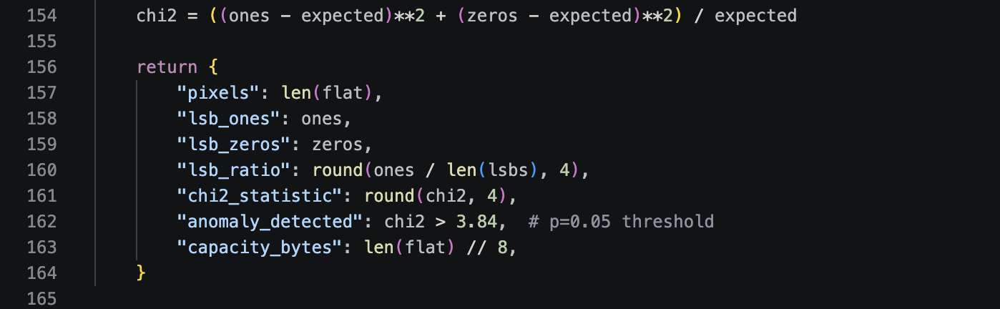 154 chi2 = ((ones - expected)**2 + (zeros - expected)**2) / expected
155
156 return {
157 "pixels": len(flat),
158 "lsb_ones": ones,
159 "lsb_zeros": zeros,
160 "lsb_ratio": round(ones / len(lsbs), 4),
161 "chi2_statistic": round(chi2, 4),
162 "anomaly_detected": chi2 > 3.84,  # p=0.05 threshold
163 "capacity_bytes": len(flat) // 8,
164 }
165